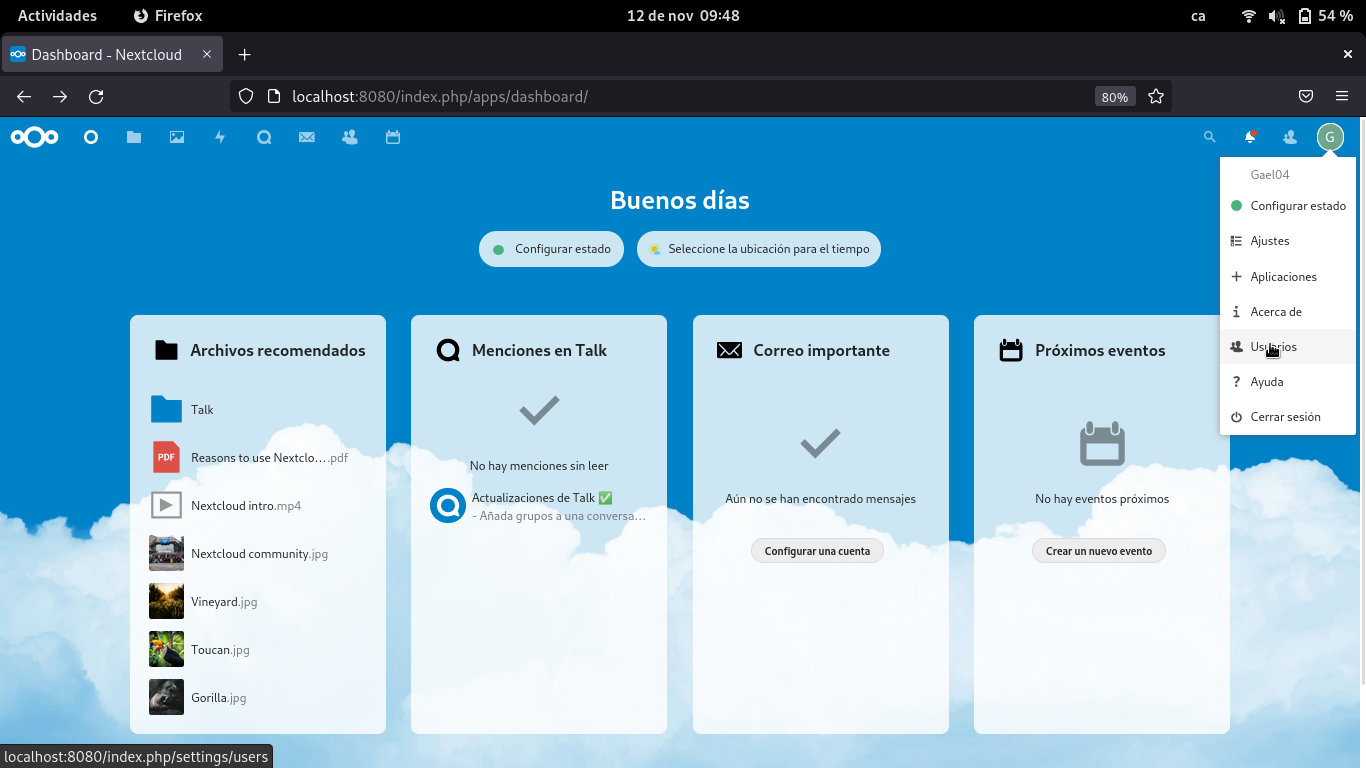 Actividades Firefox 12 de nov 09:48 ca 54 %
Dashboard - Nextcloud
localhost:8080/index.php/apps/dashboard/ 80%
G
Gael04
Configurar estado
Ajustes
Aplicaciones
Acerca de
Usuarios
Ayuda
Cerrar sesión
Buenos días
Configurar estado Seleccione la ubicación para el tiempo
Archivos recomendados
Talk
PDF Reasons to use Nextclo....pdf
Nextcloud intro.mp4
Nextcloud community.jpg
Vineyard.jpg
Toucan.jpg
Gorilla.jpg
Menciones en Talk
No hay menciones sin leer
Actualizaciones de Talk ✅
- Añada grupos a una conversa...
Correo importante
Aún no se han encontrado mensajes
Configurar una cuenta
Próximos eventos
No hay eventos próximos
Crear un nuevo evento
localhost:8080/index.php/settings/users